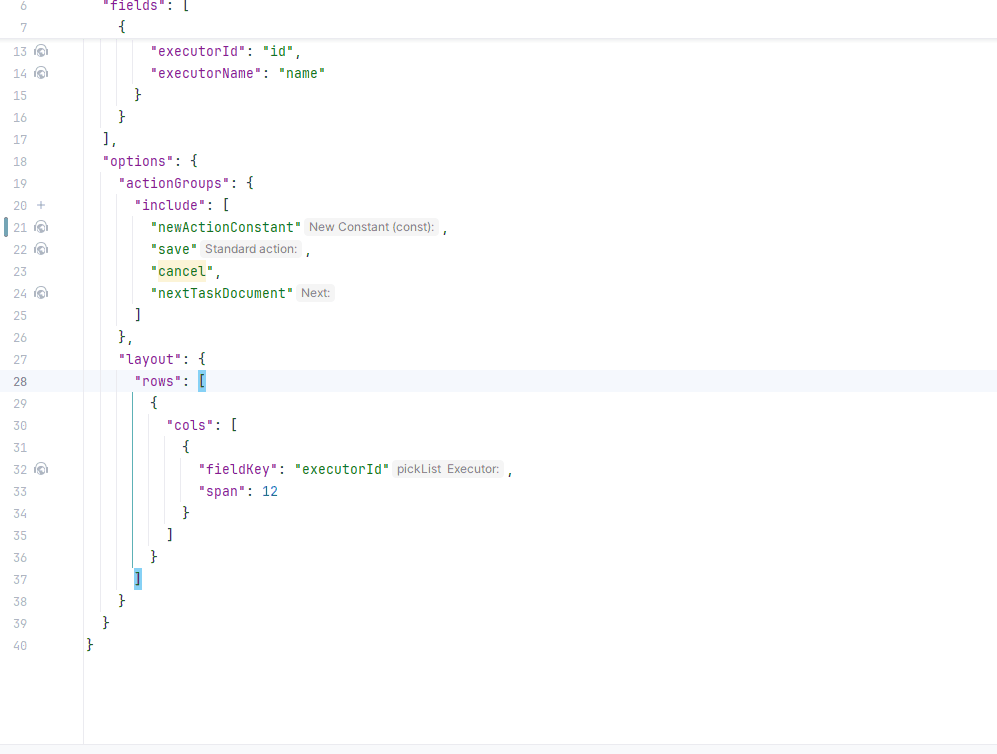 6 "fields": [
7 {
13 "executorId": "id",
14 "executorName": "name"
15 }
16 }
17 ],
18 "options": {
19 "actionGroups": {
20 + "include": [
21 "newActionConstant" New Constant (const): ,
22 "save" Standard action: ,
23 "cancel",
24 "nextTaskDocument" Next:
25 ]
26 },
27 "layout": {
28 "rows": [
29 {
30 "cols": [
31 {
32 "fieldKey": "executorId" pickList Executor: ,
33 "span": 12
34 }
35 ]
36 }
37 ]
38 }
39 }
40 }